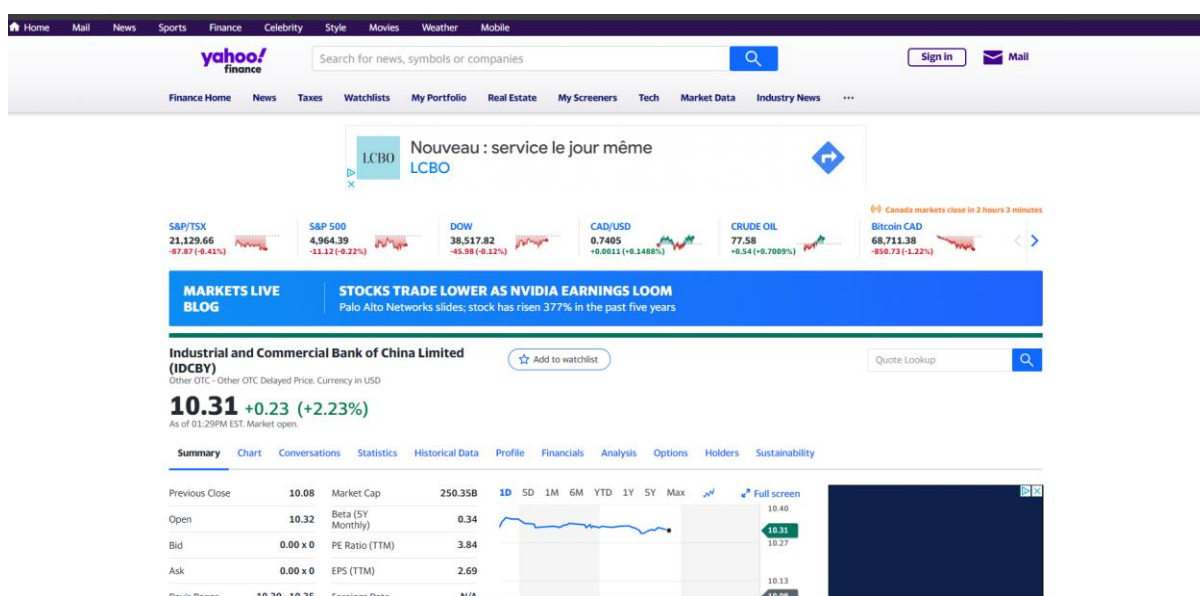 Home Mail News Sports Finance Celebrity Style Movies Weather Mobile
yahoo!
finance
Search for news, symbols or companies
Sign in
Mail
Finance Home News Taxes Watchlists My Portfolio Real Estate My Screeners Tech Market Data Industry News ...
LCBO
Nouveau : service le jour même
LCBO
Canada markets close in 2 hours 3 minutes
S&P/TSX
21,129.66
-87.87 (-0.41%)
S&P 500
4,964.39
-11.12 (-0.22%)
DOW
38,517.82
-45.98 (-0.12%)
CAD/USD
0.7405
+0.0011 (+0.1488%)
CRUDE OIL
77.58
+0.54 (+0.7009%)
Bitcoin CAD
68,711.38
-850.73 (-1.22%)
MARKETS LIVE
BLOG
STOCKS TRADE LOWER AS NVIDIA EARNINGS LOOM
Palo Alto Networks slides; stock has risen 377% in the past five years
Industrial and Commercial Bank of China Limited
(IDCBY)
Other OTC - Other OTC Delayed Price. Currency in USD
Add to watchlist
Quote Lookup
10.31 +0.23 (+2.23%)
As of 01:29PM EST. Market open.
Summary Chart Conversations Statistics Historical Data Profile Financials Analysis Options Holders Sustainability
Previous Close 10.08
Open 10.32
Bid 0.00 x 0
Ask 0.00 x 0
Market Cap 250.35B
Beta (5Y
Monthly) 0.34
PE Ratio (TTM) 3.84
EPS (TTM) 2.69
1D 5D 1M 6M YTD 1Y 5Y Max
Full screen
10.40
10.31
10.27
10.13